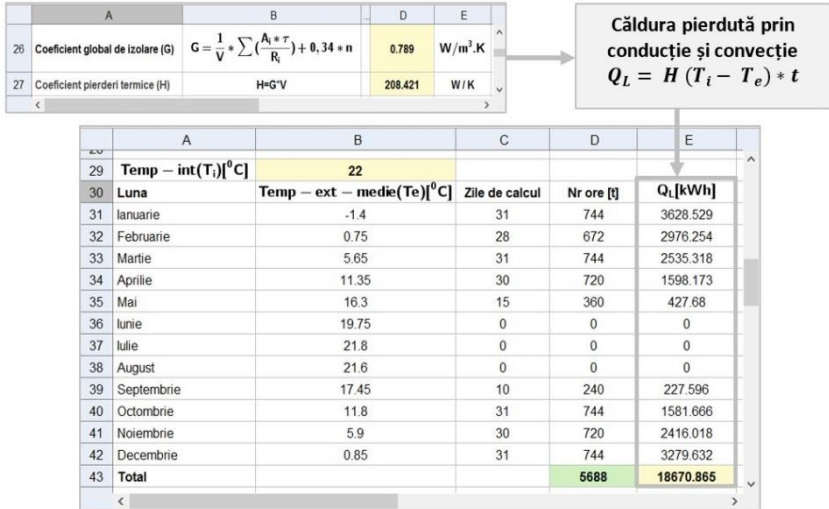 A B .. D E
26 Coeficient global de izolare (G) G = 1/V * ∑(Aᵢ * τ / Rᵢ) + 0,34 * n 0.789 W/m³.K
27 Coeficient pierderi termice (H) H=G*V 208.421 W / K
Căldura pierdută prin
conducție și convecție
Q_L = H (Tᵢ − Tₑ) * t
A B C D E
29 Temp − int(Tᵢ)[⁰C] 22
30 Luna Temp − ext − medie(Te)[⁰C] Zile de calcul Nr ore [t] Q_L[kWh]
31 Ianuarie -1.4 31 744 3628.529
32 Februarie 0.75 28 672 2976.254
33 Martie 5.65 31 744 2535.318
34 Aprilie 11.35 30 720 1598.173
35 Mai 16.3 15 360 427.68
36 Iunie 19.75 0 0 0
37 Iulie 21.8 0 0 0
38 August 21.6 0 0 0
39 Septembrie 17.45 10 240 227.596
40 Octombrie 11.8 31 744 1581.666
41 Noiembrie 5.9 30 720 2416.018
42 Decembrie 0.85 31 744 3279.632
43 Total 5688 18670.865